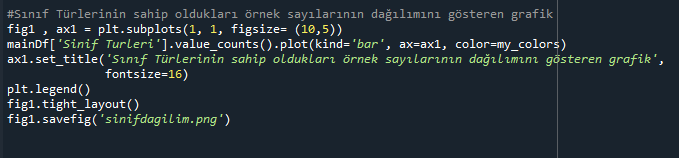 #Sınıf Türlerinin sahip oldukları örnek sayılarının dağılımını gösteren grafik
fig1 , ax1 = plt.subplots(1, 1, figsize= (10,5))
mainDf['Sinif Turleri'].value_counts().plot(kind='bar', ax=ax1, color=my_colors)
ax1.set_title('Sınıf Türlerinin sahip oldukları örnek sayılarının dağılımını gösteren grafik',
fontsize=16)
plt.legend()
fig1.tight_layout()
fig1.savefig('sinifdagilim.png')